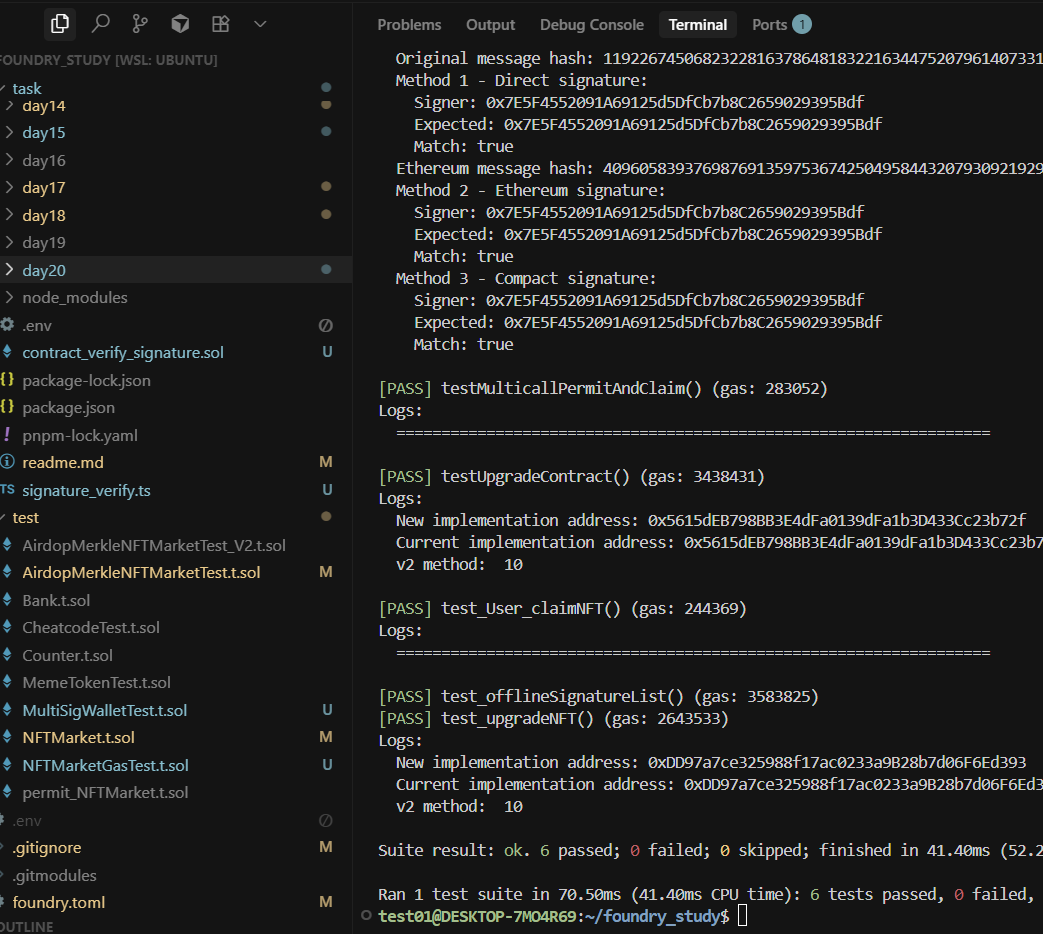 FOUNDRY_STUDY [WSL: UBUNTU]
task
day14
day15
day16
day17
day18
day19
day20
node_modules
.env
contract_verify_signature.sol U
package-lock.json
package.json
pnpm-lock.yaml
readme.md M
TS signature_verify.ts U
test
AirdopMerkleNFTMarketTest_V2.t.sol
AirdopMerkleNFTMarketTest.t.sol M
Bank.t.sol
CheatcodeTest.t.sol
Counter.t.sol
MemeTokenTest.t.sol
MultiSigWalletTest.t.sol U
NFTMarket.t.sol M
NFTMarketGasTest.t.sol U
permit_NFTMarket.t.sol
.env
.gitignore M
.gitmodules
foundry.toml M
OUTLINE
Problems Output Debug Console Terminal Ports 1
Original message hash: 119226745068232281637864818322163447520796140733​1
Method 1 - Direct signature:
Signer: 0x7E5F4552091A69125d5DfCb7b8C2659029395Bdf
Expected: 0x7E5F4552091A69125d5DfCb7b8C2659029395Bdf
Match: true
Ethereum message hash: 4096058393769876913597536742504958443207930921929
Method 2 - Ethereum signature:
Signer: 0x7E5F4552091A69125d5DfCb7b8C2659029395Bdf
Expected: 0x7E5F4552091A69125d5DfCb7b8C2659029395Bdf
Match: true
Method 3 - Compact signature:
Signer: 0x7E5F4552091A69125d5DfCb7b8C2659029395Bdf
Expected: 0x7E5F4552091A69125d5DfCb7b8C2659029395Bdf
Match: true
[PASS] testMulticallPermitAndClaim() (gas: 283052)
Logs:
==================================================================
[PASS] testUpgradeContract() (gas: 3438431)
Logs:
New implementation address: 0x5615dEB798BB3E4dFa0139dFa1b3D433Cc23b72f
Current implementation address: 0x5615dEB798BB3E4dFa0139dFa1b3D433Cc23b7
v2 method:  10
[PASS] test_User_claimNFT() (gas: 244369)
Logs:
==================================================================
[PASS] test_offlineSignatureList() (gas: 3583825)
[PASS] test_upgradeNFT() (gas: 2643533)
Logs:
New implementation address: 0xDD97a7ce325988f17ac0233a9B28b7d06F6Ed393
Current implementation address: 0xDD97a7ce325988f17ac0233a9B28b7d06F6Ed3
v2 method:  10
Suite result: ok. 6 passed; 0 failed; 0 skipped; finished in 41.40ms (52.2
Ran 1 test suite in 70.50ms (41.40ms CPU time): 6 tests passed, 0 failed,
test01@DESKTOP-7MO4R69:~/foundry_study$